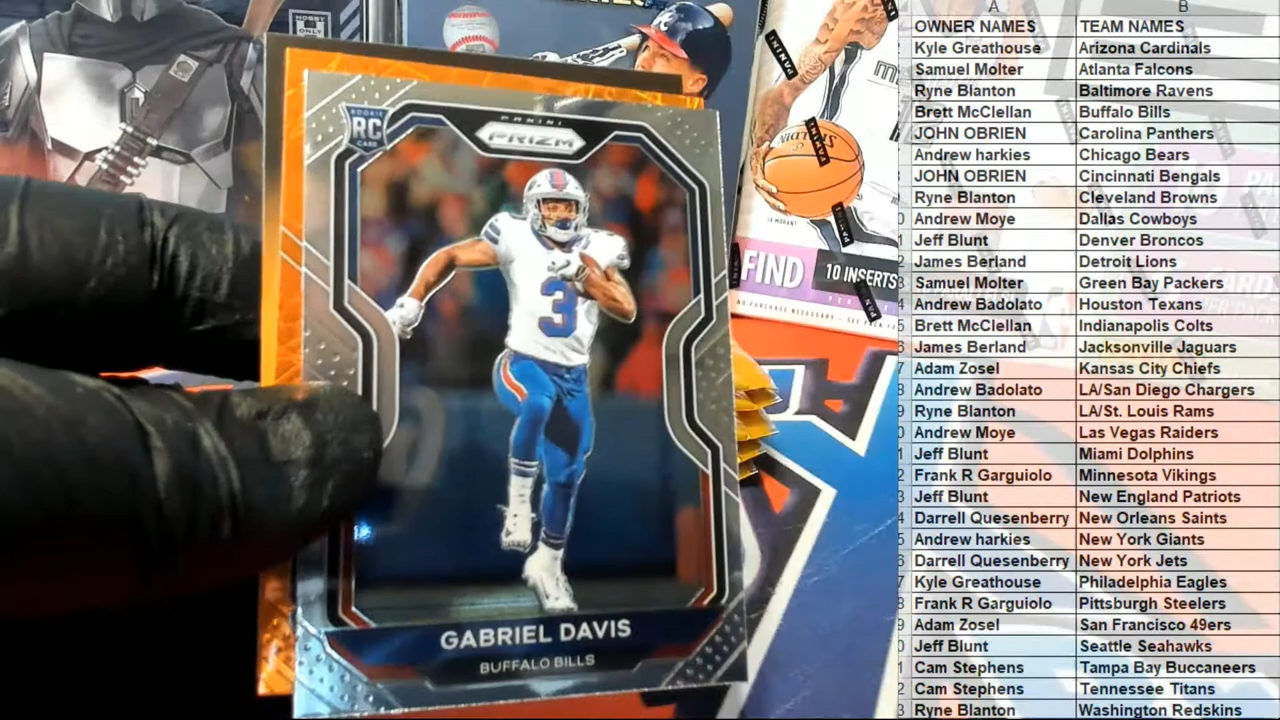 HOBBY
ONLY
ROOKIE
RC
CARD
PANINI
PRIZM
GABRIEL DAVIS
BUFFALO BILLS
PANINI
JA MORANT
FIND
10 INSERTS
A B
OWNER NAMES TEAM NAMES
Kyle Greathouse Arizona Cardinals
Samuel Molter Atlanta Falcons
Ryne Blanton Baltimore Ravens
Brett McClellan Buffalo Bills
JOHN OBRIEN Carolina Panthers
Andrew harkies Chicago Bears
JOHN OBRIEN Cincinnati Bengals
Ryne Blanton Cleveland Browns
Andrew Moye Dallas Cowboys
Jeff Blunt Denver Broncos
James Berland Detroit Lions
Samuel Molter Green Bay Packers
Andrew Badolato Houston Texans
Brett McClellan Indianapolis Colts
James Berland Jacksonville Jaguars
Adam Zosel Kansas City Chiefs
Andrew Badolato LA/San Diego Chargers
Ryne Blanton LA/St. Louis Rams
Andrew Moye Las Vegas Raiders
Jeff Blunt Miami Dolphins
Frank R Garguiolo Minnesota Vikings
Jeff Blunt New England Patriots
Darrell Quesenberry New Orleans Saints
Andrew harkies New York Giants
Darrell Quesenberry New York Jets
Kyle Greathouse Philadelphia Eagles
Frank R Garguiolo Pittsburgh Steelers
Adam Zosel San Francisco 49ers
Jeff Blunt Seattle Seahawks
Cam Stephens Tampa Bay Buccaneers
Cam Stephens Tennessee Titans
Ryne Blanton Washington Redskins